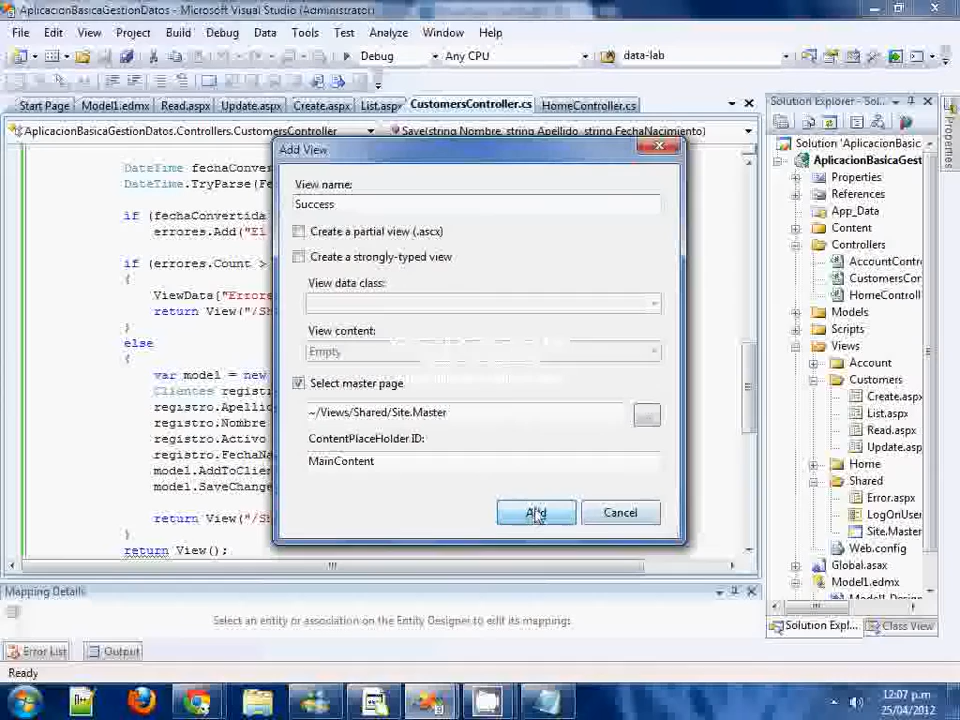 AplicacionBasicaGestionDatos - Microsoft Visual Studio (Administrator)
File Edit View Project Build Debug Data Tools Test Analyze Window Help
Debug Any CPU data-lab
Start Page Model1.edmx Read.aspx Update.aspx Create.aspx List.aspx CustomersController.cs HomeController.cs
AplicacionBasicaGestionDatos.Controllers.CustomersController Save(string Nombre, string Apellido, string FechaNacimiento)
DateTime fechaConver
DateTime.TryParse(Fe
if (fechaConvertida
errores.Add("El
if (errores.Count >
{
ViewData["Errore
return View("/Sh
}
else
{
var model = new
Clientes registr
registro.Apellid
registro.Nombre
registro.Activo
registro.FechaNa
model.AddToClien
model.SaveChange
return View("/Sh
}
return View();
Add View
View name:
Success
Create a partial view (.ascx)
Create a strongly-typed view
View data class:
View content:
Empty
Select master page
~/Views/Shared/Site.Master
...
ContentPlaceHolder ID:
MainContent
Add Cancel
Solution Explorer - Sol...
Solution 'AplicacionBasic
AplicacionBasicaGest
Properties
References
App_Data
Content
Controllers
AccountContr
CustomersCon
HomeControll
Models
Scripts
Views
Account
Customers
Create.aspx
List.aspx
Read.aspx
Update.aspx
Home
Shared
Error.aspx
LogOnUser
Site.Master
Web.config
Global.asax
Model1.edmx
Solution Expl... Class View
Properties
Mapping Details
Select an entity or association on the Entity Designer to edit its mappings.
Error List Output
Ready
12:07 p.m.
25/04/2012